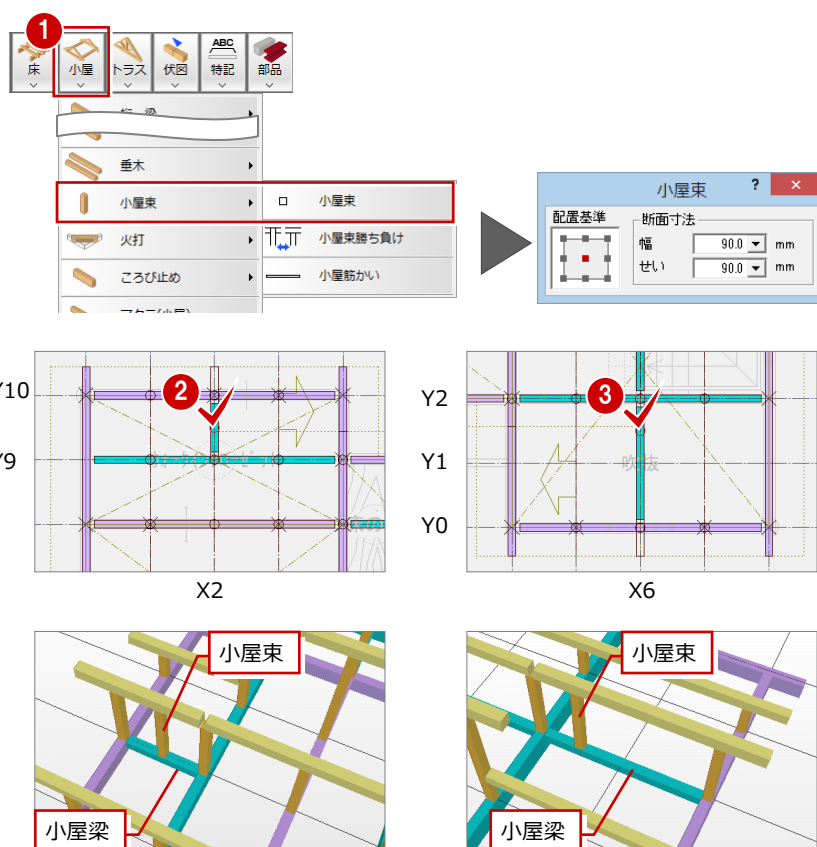 1
床
小屋
トラス
伏図
ABC
特記
部品
垂木
小屋束
火打
ころび止め
小屋束
小屋束勝ち負け
小屋筋かい
小屋束 ? ×
配置基準
断面寸法
幅 90.0 mm
せい 90.0 mm
Y10
2
Y9
X2
Y2
3
Y1
吹抜
Y0
X6
小屋束
小屋梁
小屋束
小屋梁